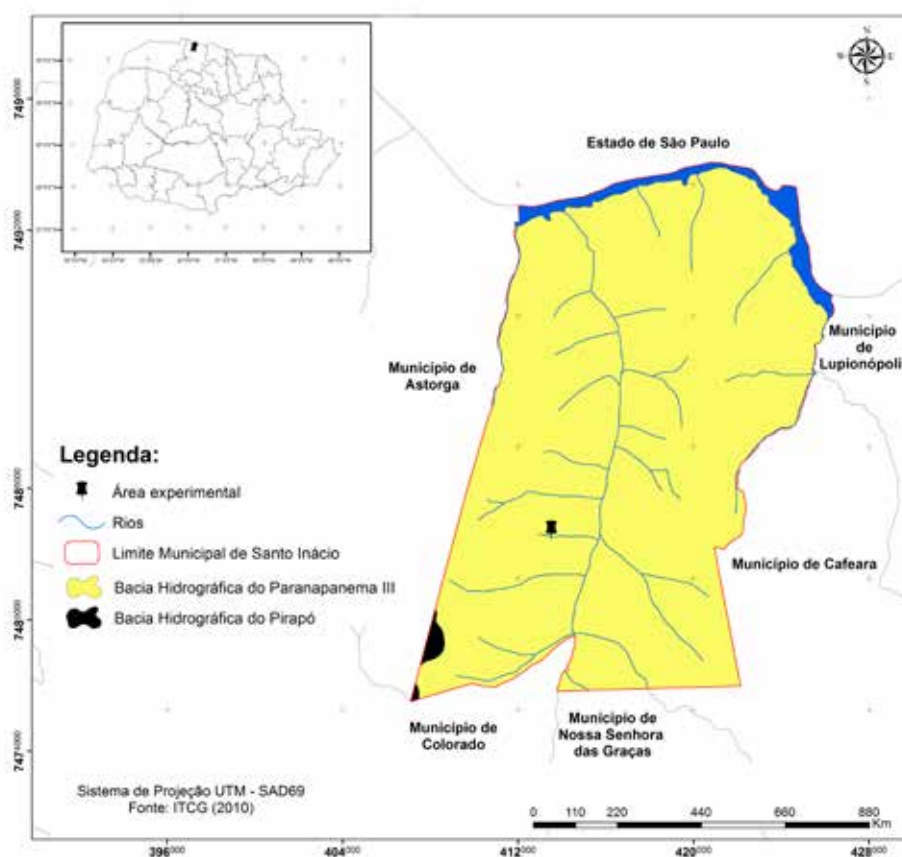 Estado de São Paulo
Município
de
Lupionópoli
Município de
Astorga
Legenda:
Área experimental
Rios
Limite Municipal de Santo Inácio
Bacia Hidrográfica do Paranapanema III
Bacia Hidrográfica do Pirapó
Município de Cafeara
Município de
Colorado
Município de
Nossa Senhora
das Graças
Sistema de Projeção UTM - SAD69
Fonte: ITCG (2010)
0 110 220 440 660 880
Km
396000 404000 412000 420000 428000